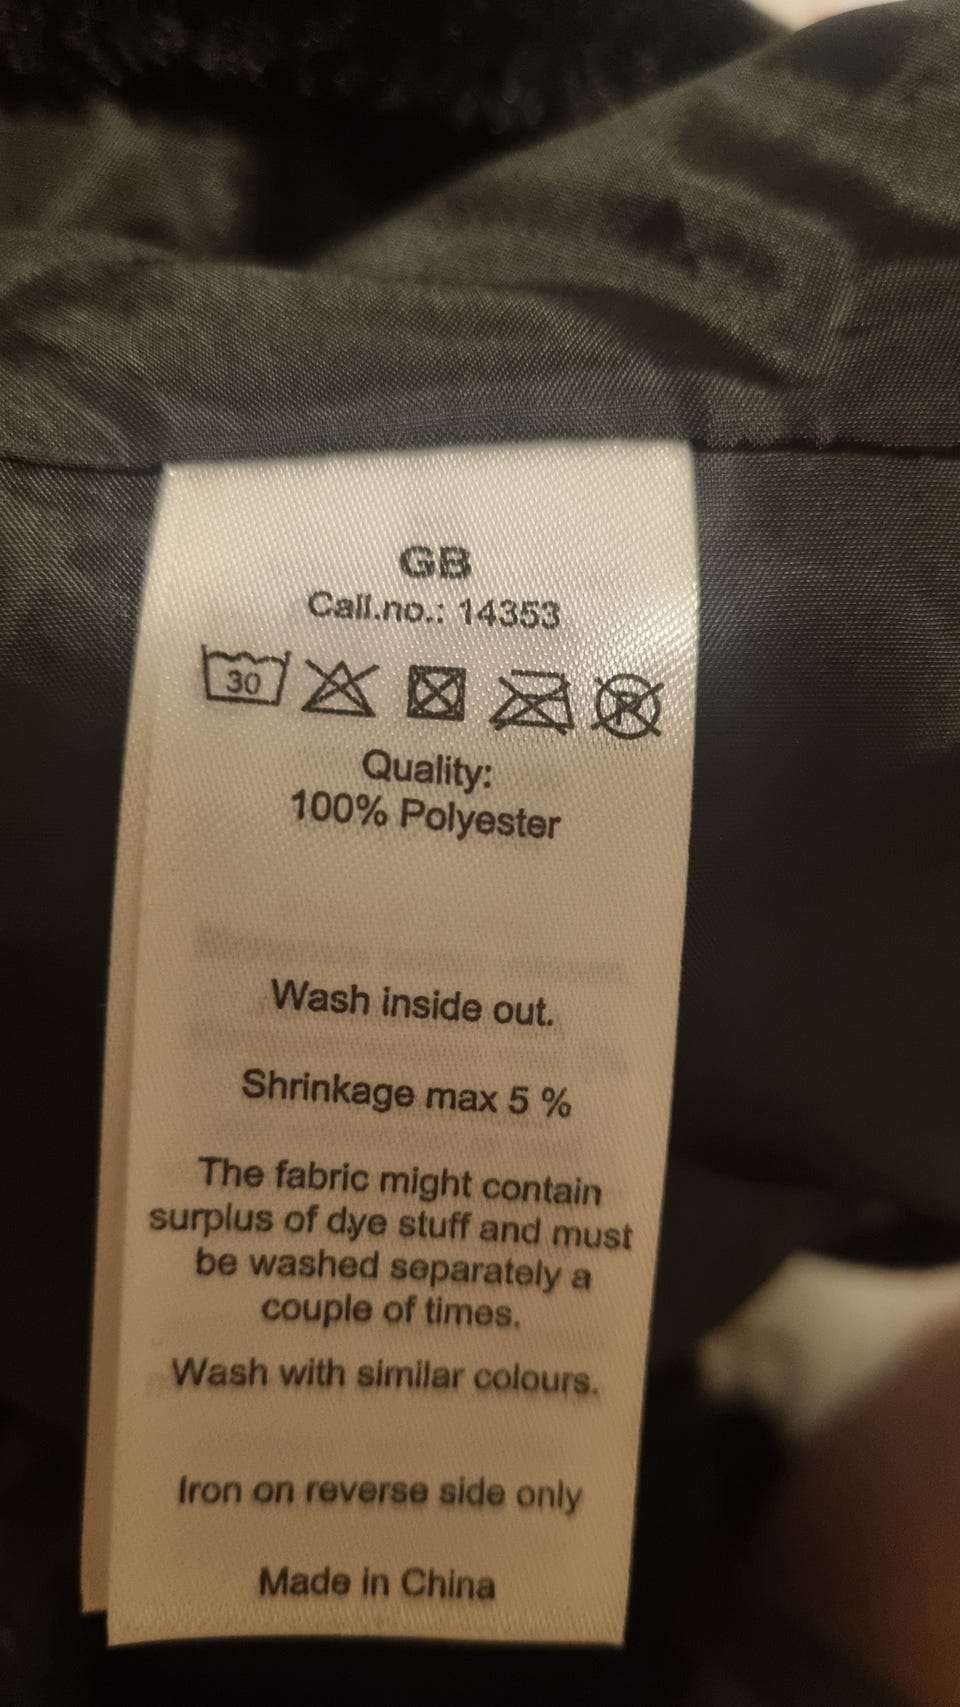 GB
Call.no.: 14353
30
P
Quality:
100% Polyester
Wash inside out.
Shrinkage max 5 %
The fabric might contain
surplus of dye stuff and must
be washed separately a
couple of times.
Wash with similar colours.
Iron on reverse side only
Made in China